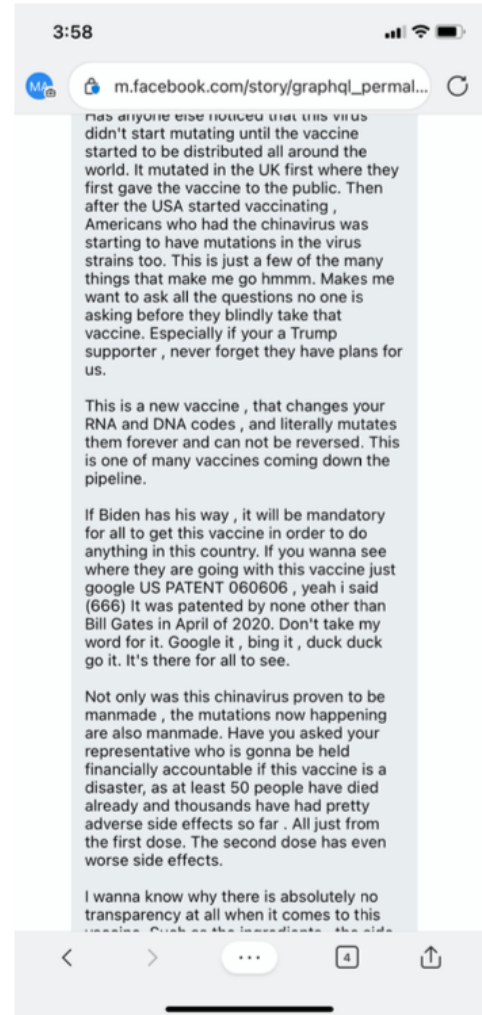 3:58
MA
m.facebook.com/story/graphql_permal...
Has anyone else noticed that this virus
didn't start mutating until the vaccine
started to be distributed all around the
world. It mutated in the UK first where they
first gave the vaccine to the public. Then
after the USA started vaccinating ,
Americans who had the chinavirus was
starting to have mutations in the virus
strains too. This is just a few of the many
things that make me go hmmm. Makes me
want to ask all the questions no one is
asking before they blindly take that
vaccine. Especially if your a Trump
supporter , never forget they have plans for
us.
This is a new vaccine , that changes your
RNA and DNA codes , and literally mutates
them forever and can not be reversed. This
is one of many vaccines coming down the
pipeline.
If Biden has his way , it will be mandatory
for all to get this vaccine in order to do
anything in this country. If you wanna see
where they are going with this vaccine just
google US PATENT 060606 , yeah i said
(666) It was patented by none other than
Bill Gates in April of 2020. Don't take my
word for it. Google it , bing it , duck duck
go it. It's there for all to see.
Not only was this chinavirus proven to be
manmade , the mutations now happening
are also manmade. Have you asked your
representative who is gonna be held
financially accountable if this vaccine is a
disaster, as at least 50 people have died
already and thousands have had pretty
adverse side effects so far . All just from
the first dose. The second dose has even
worse side effects.
I wanna know why there is absolutely no
transparency at all when it comes to this
vaccine. Such as the ingredients , the side
4